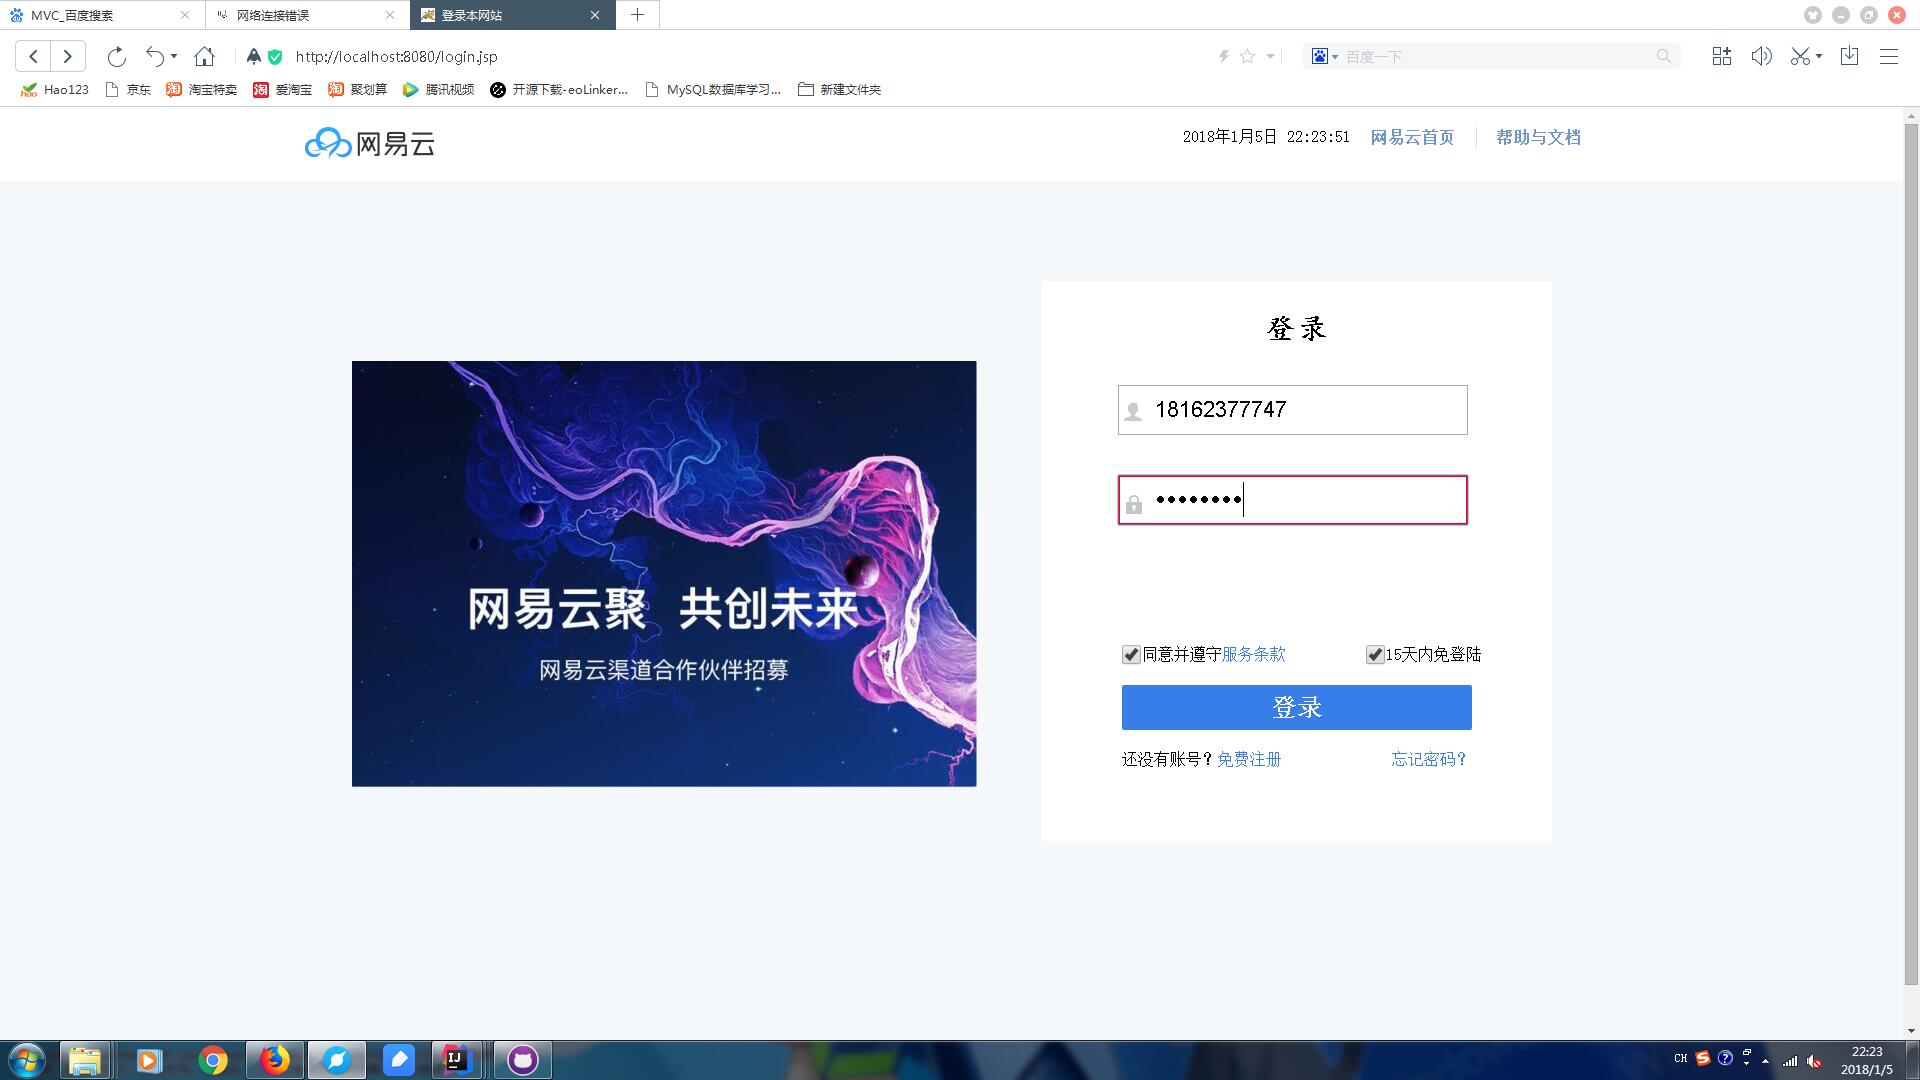 MVC_百度搜索
网络连接错误
登录本网站
http://localhost:8080/login.jsp
百度一下
Hao123
京东
淘宝特卖
爱淘宝
聚划算
腾讯视频
开源下载-eoLinker...
MySQL数据库学习...
新建文件夹
网易云
2018年1月5日 22:23:51
网易云首页
帮助与文档
登录
18162377747
网易云聚 共创未来
网易云渠道合作伙伴招募
同意并遵守服务条款
15天内免登陆
登录
还没有账号？免费注册
忘记密码？
CH
22:23
2018/1/5